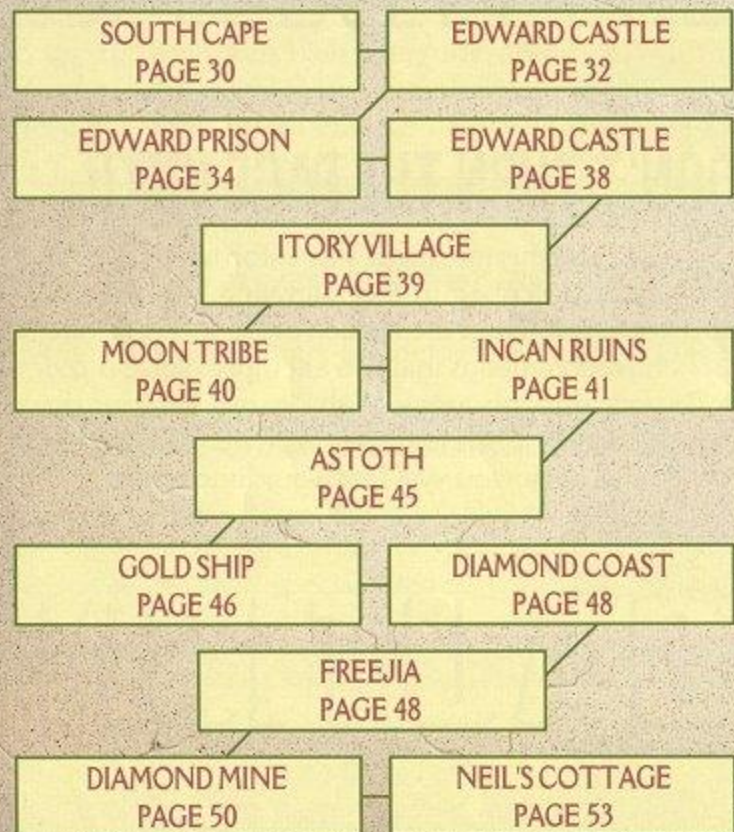 SOUTH CAPE
PAGE 30
EDWARD CASTLE
PAGE 32
EDWARD PRISON
PAGE 34
EDWARD CASTLE
PAGE 38
ITORY VILLAGE
PAGE 39
MOON TRIBE
PAGE 40
INCAN RUINS
PAGE 41
ASTOTH
PAGE 45
GOLD SHIP
PAGE 46
DIAMOND COAST
PAGE 48
FREEJIA
PAGE 48
DIAMOND MINE
PAGE 50
NEIL'S COTTAGE
PAGE 53